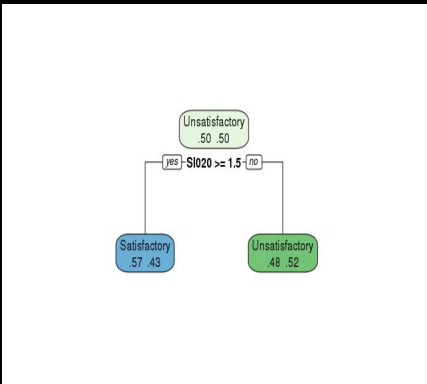 Unsatisfactory
.50 .50
yes SI020 >= 1.5 no
Satisfactory
.57 .43
Unsatisfactory
.48 .52